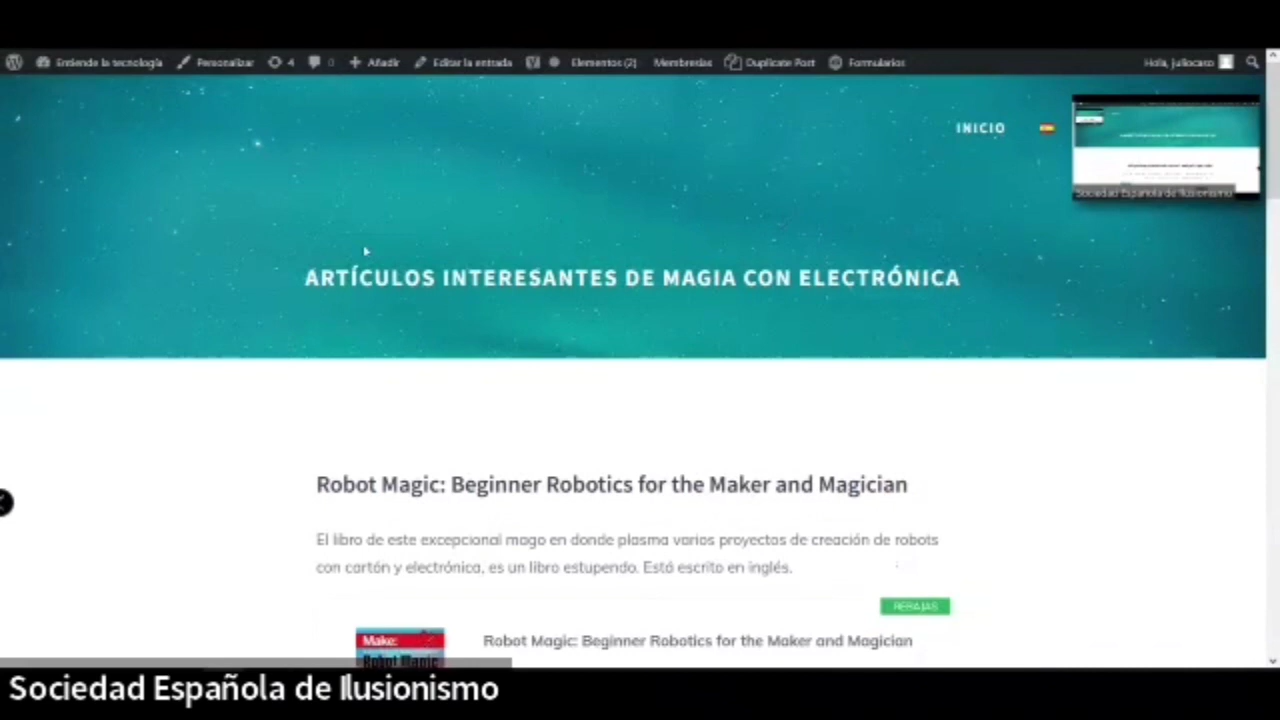 Entiende la tecnología Personalizar 4 0 Añadir Editar la entrada Elementos (2) Membresías Duplicate Post Formularios Hola, juliocaso
INICIO
Sociedad Española de Ilusionismo
ARTÍCULOS INTERESANTES DE MAGIA CON ELECTRÓNICA
Robot Magic: Beginner Robotics for the Maker and Magician
El libro de este excepcional mago en donde plasma varios proyectos de creación de robots
con cartón y electrónica, es un libro estupendo. Está escrito en inglés.
REBAJAS
Make:
Robot Magic
Robot Magic: Beginner Robotics for the Maker and Magician
Sociedad Española de Ilusionismo